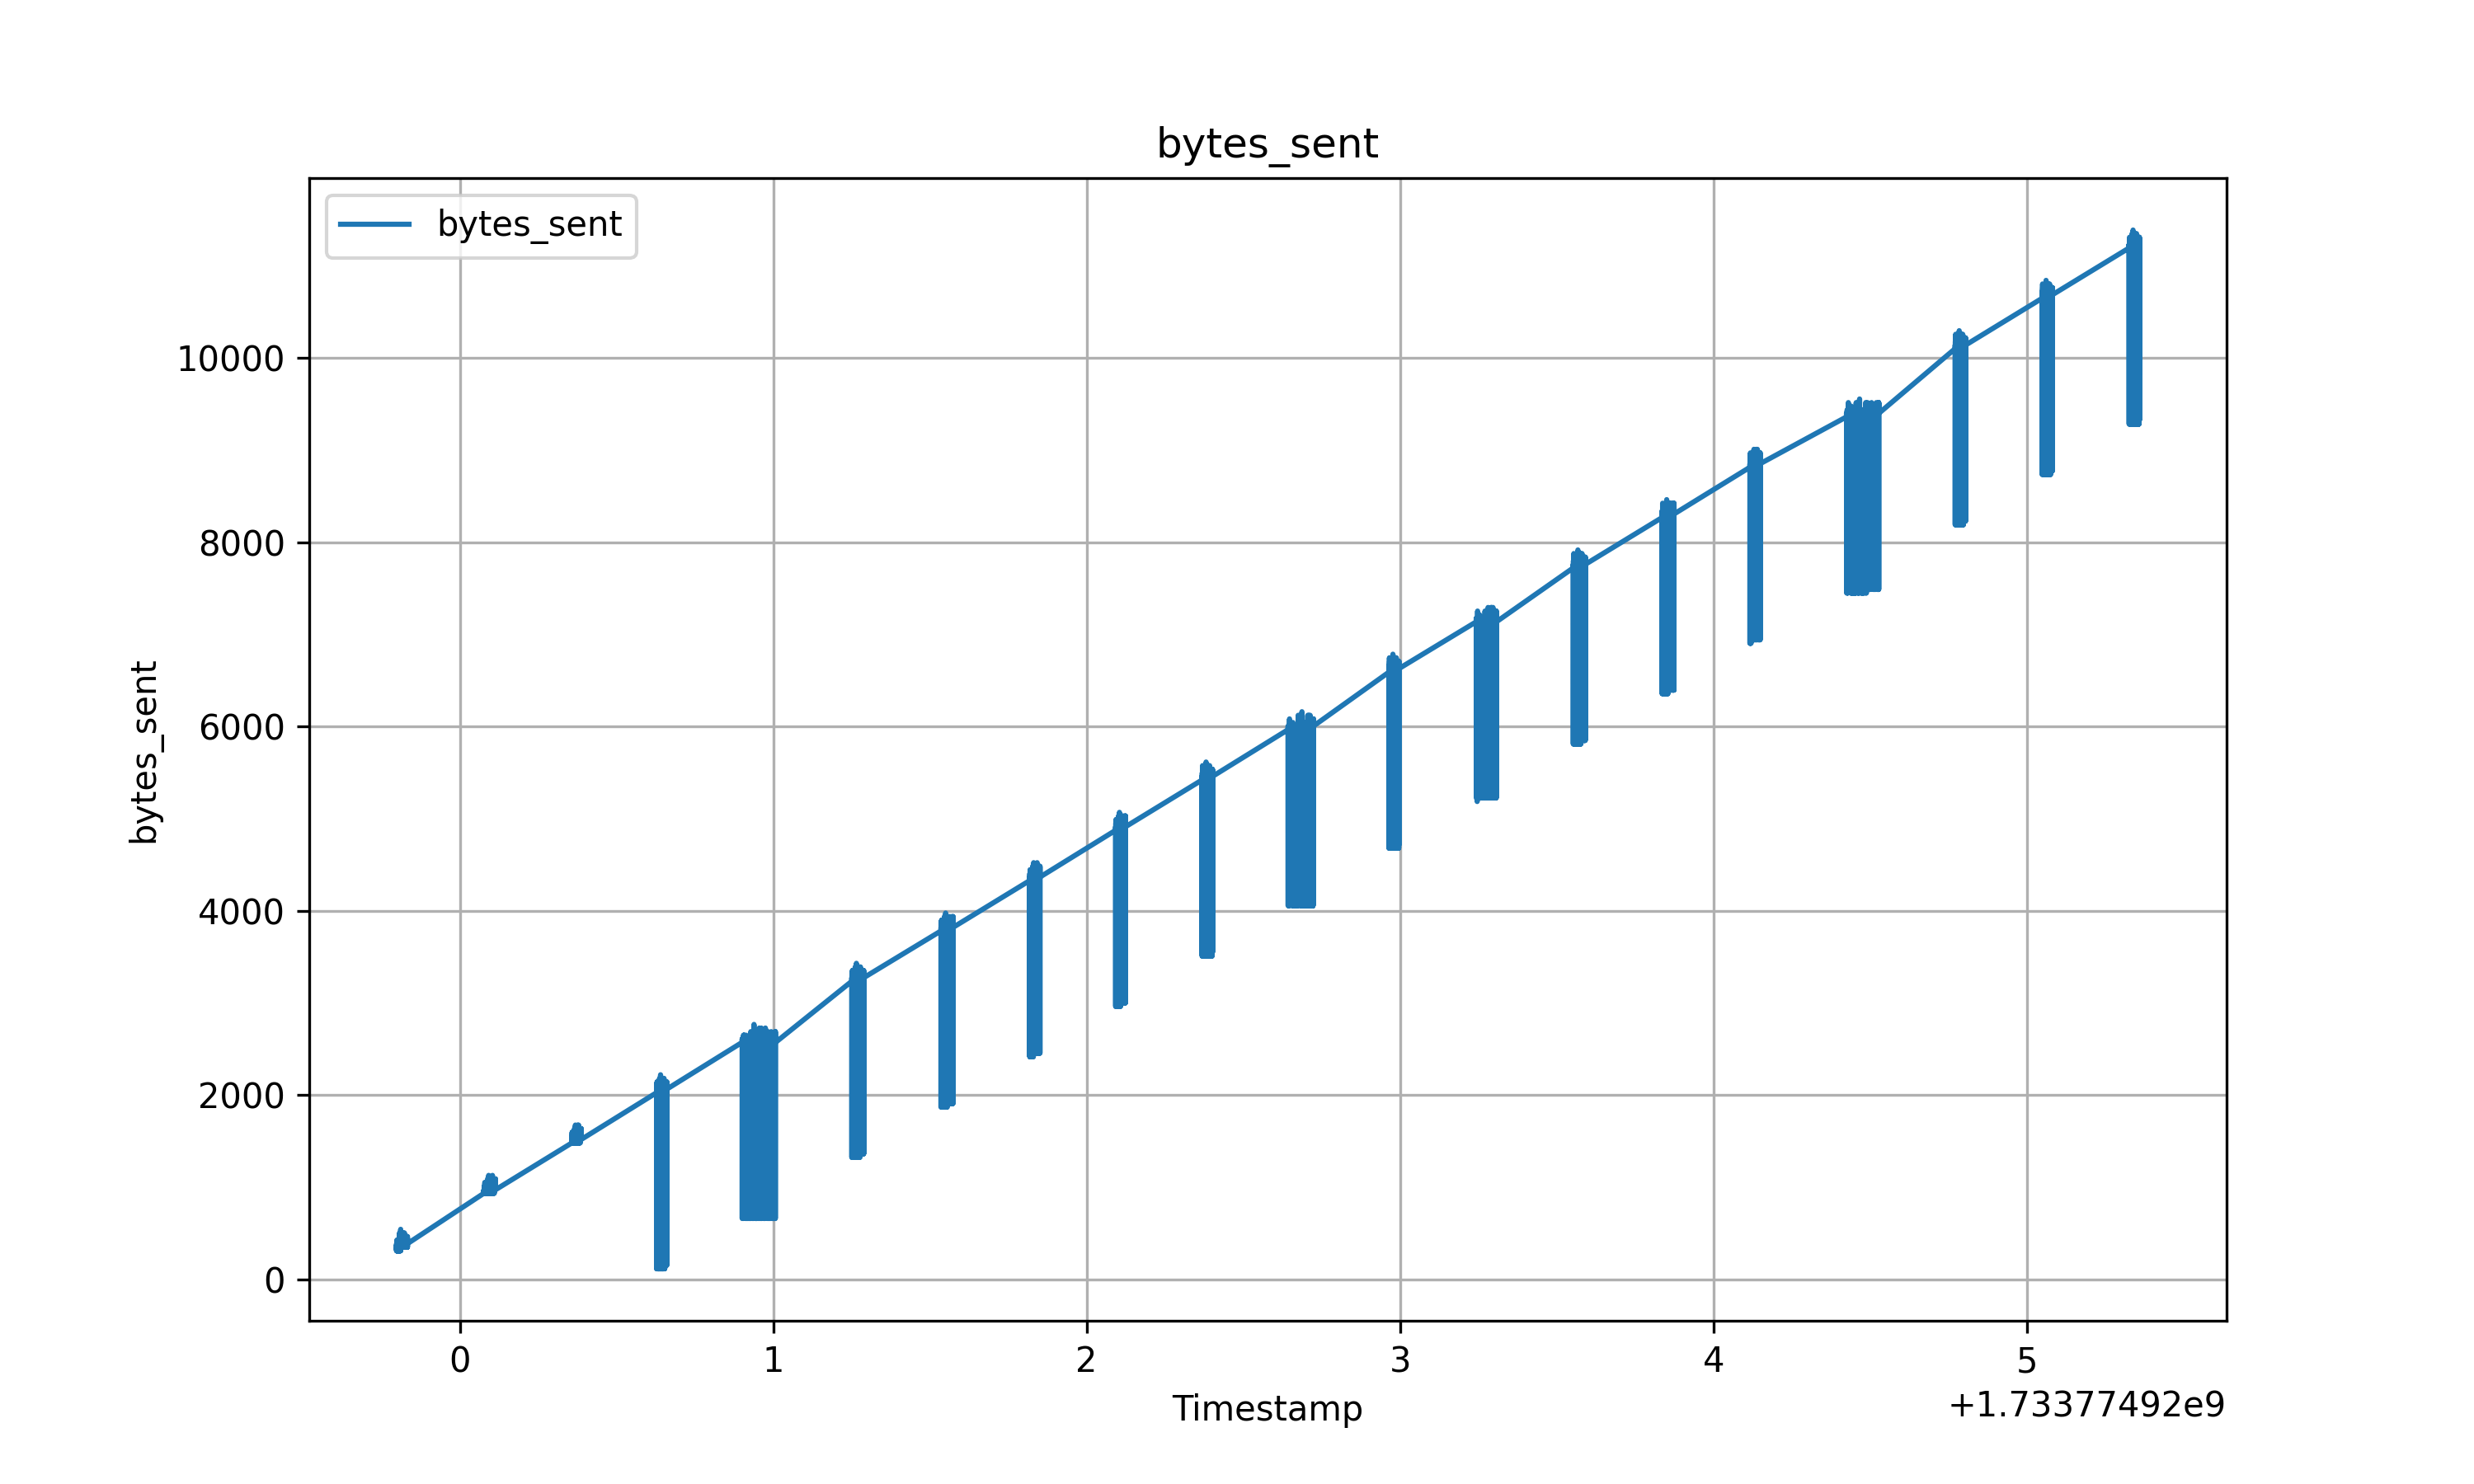 bytes_sent
bytes_sent
10000
8000
6000
4000
2000
0
bytes_sent
0 1 2 3 4 5
Timestamp
+1.73377492e9